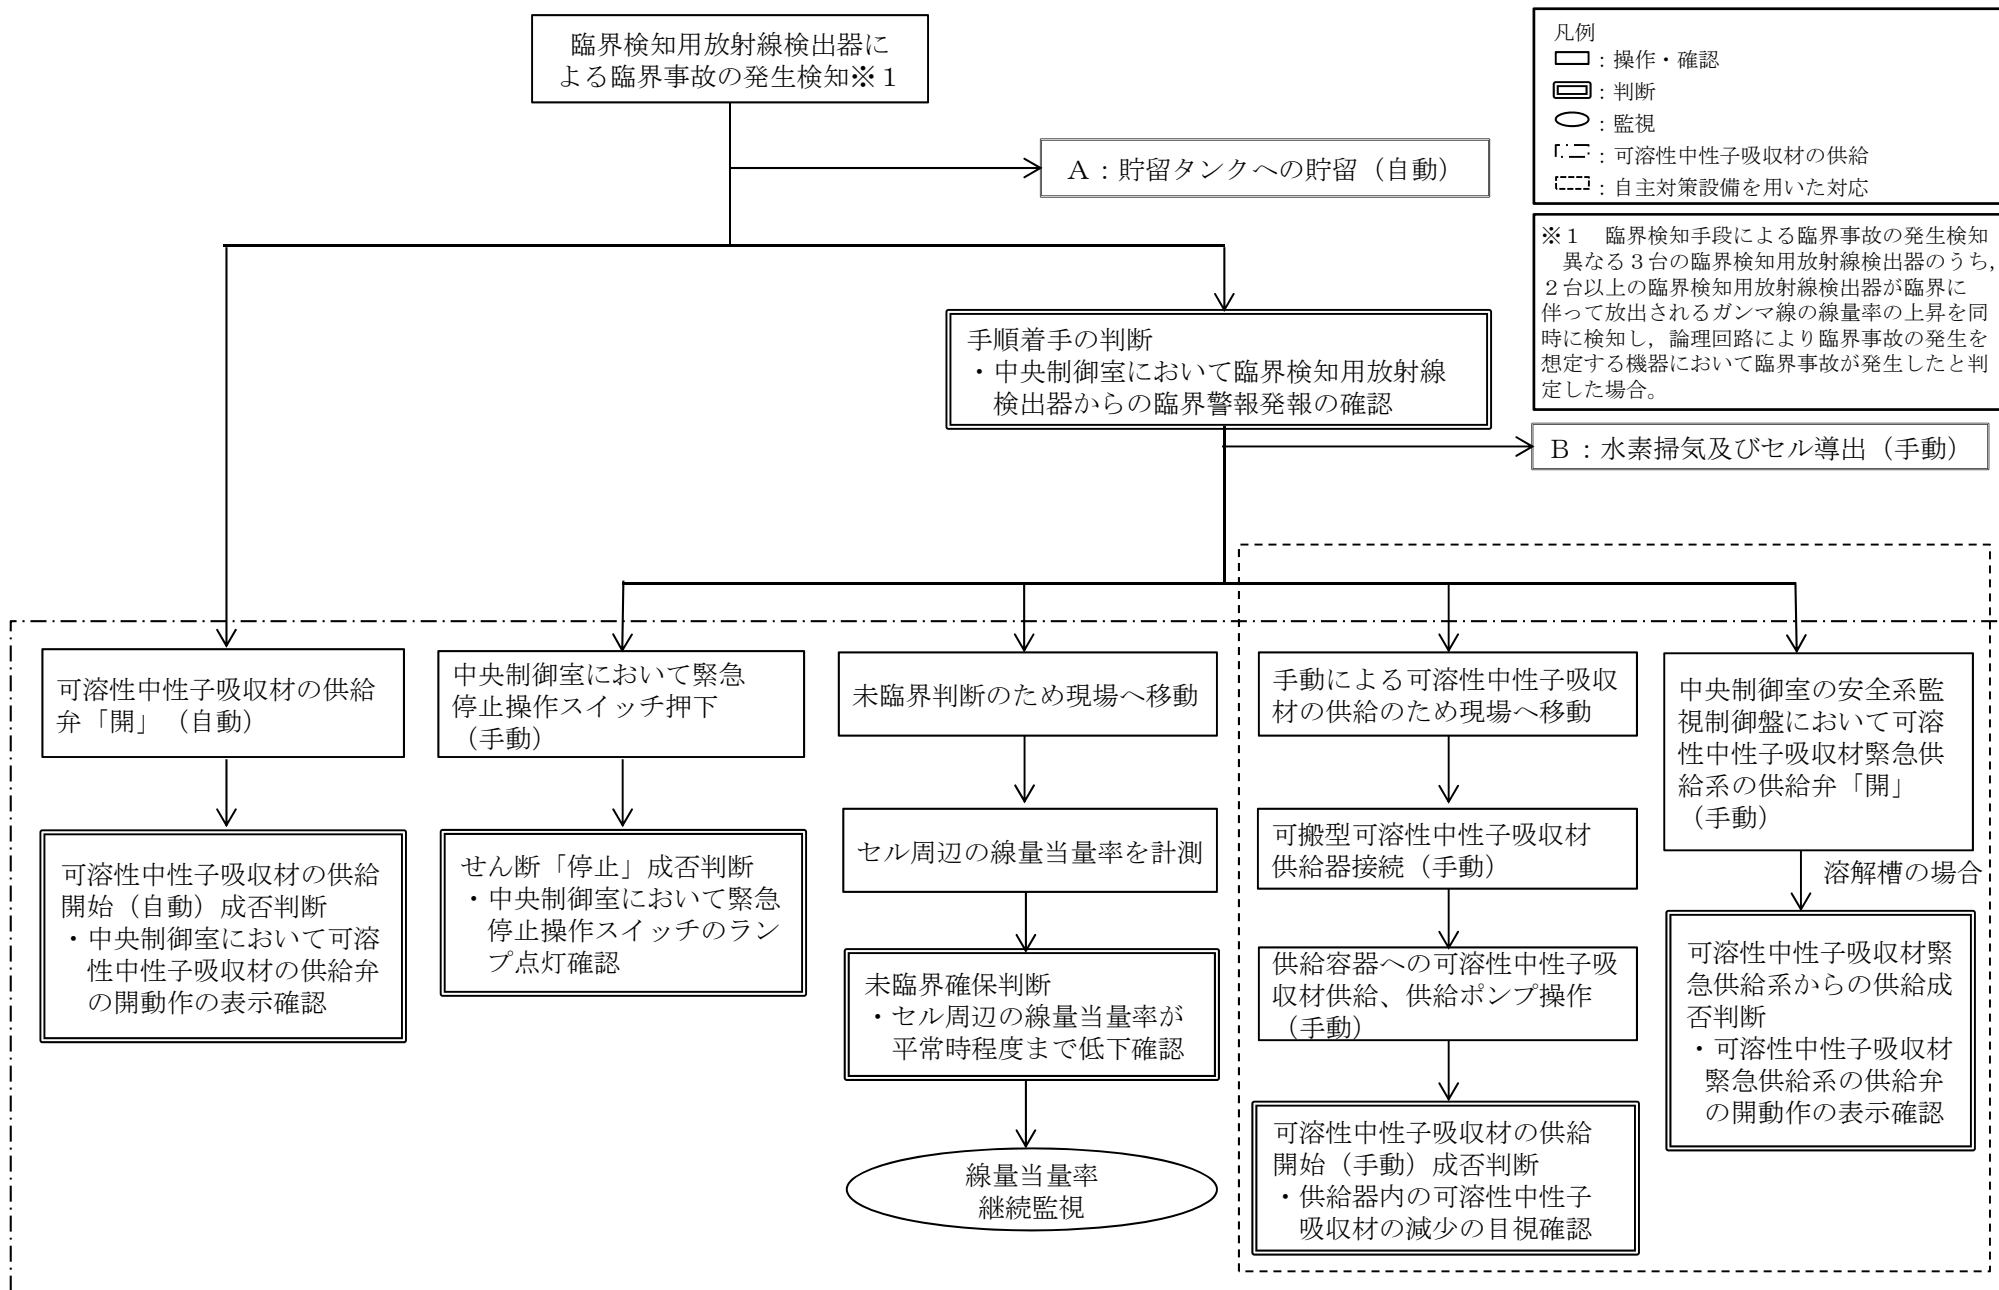 臨界検知用放射線検出器に
よる臨界事故の発生検知※１
凡例
：操作・確認
：判断
：監視
：可溶性中性子吸収材の供給
：自主対策設備を用いた対応
Ａ：貯留タンクへの貯留（自動）
※１　臨界検知手段による臨界事故の発生検知
異なる３台の臨界検知用放射線検出器のうち，
２台以上の臨界検知用放射線検出器が臨界に
伴って放出されるガンマ線の線量率の上昇を同
時に検知し，論理回路により臨界事故の発生を
想定する機器において臨界事故が発生したと判
定した場合。
手順着手の判断
・中央制御室において臨界検知用放射線
検出器からの臨界警報発報の確認
Ｂ：水素掃気及びセル導出（手動）
可溶性中性子吸収材の供給
弁「開」（自動）
可溶性中性子吸収材の供給
開始（自動）成否判断
・中央制御室において可溶
性中性子吸収材の供給弁
の開動作の表示確認
中央制御室において緊急
停止操作スイッチ押下
（手動）
せん断「停止」成否判断
・中央制御室において緊急
停止操作スイッチのラン
プ点灯確認
未臨界判断のため現場へ移動
セル周辺の線量当量率を計測
未臨界確保判断
・セル周辺の線量当量率が
平常時程度まで低下確認
線量当量率
継続監視
手動による可溶性中性子吸収
材の供給のため現場へ移動
可搬型可溶性中性子吸収材
供給器接続（手動）
供給容器への可溶性中性子吸
収材供給、供給ポンプ操作
（手動）
可溶性中性子吸収材の供給
開始（手動）成否判断
・供給器内の可溶性中性子
吸収材の減少の目視確認
中央制御室の安全系監
視制御盤において可溶
性中性子吸収材緊急供
給系の供給弁「開」
（手動）
溶解槽の場合
可溶性中性子吸収材緊
急供給系からの供給成
否判断
・可溶性中性子吸収材
緊急供給系の供給弁
の開動作の表示確認